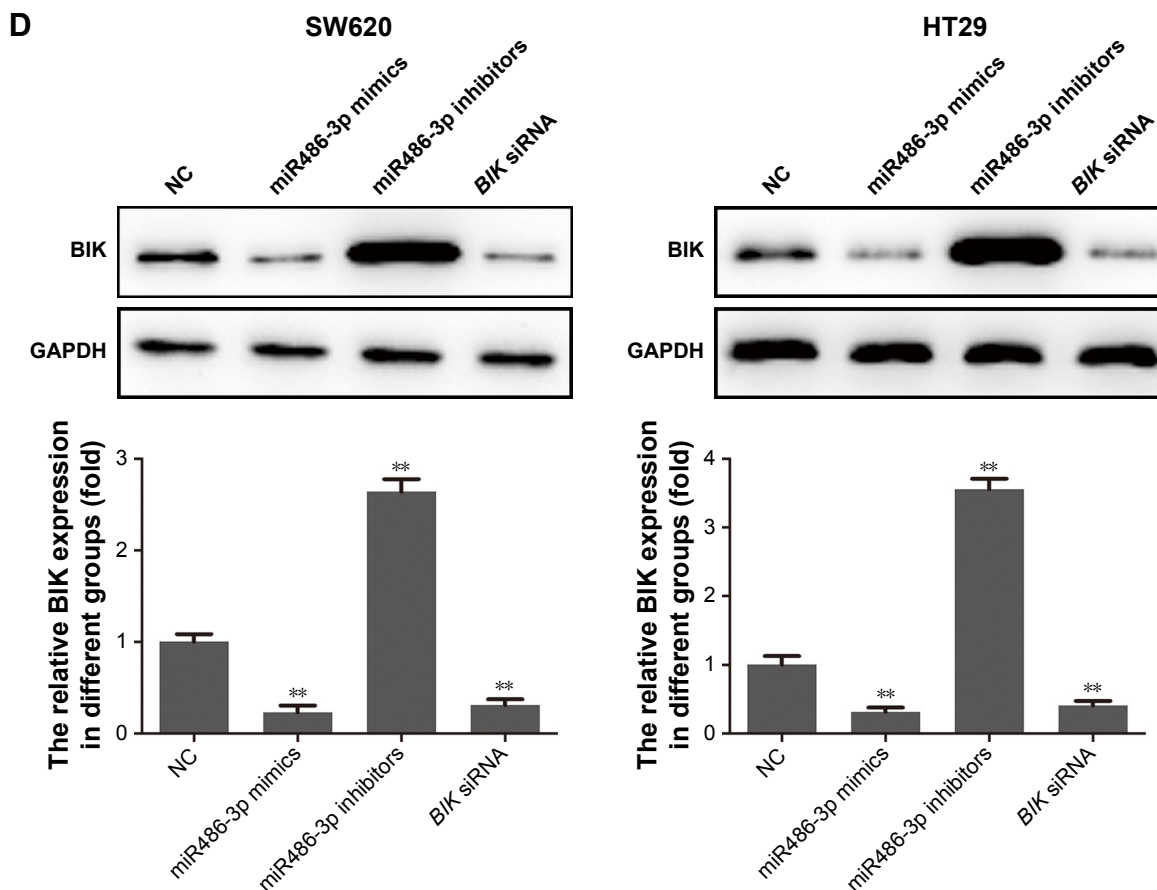 D
SW620
NC
miR486-3p mimics
miR486-3p inhibitors
BIK siRNA
BIK
GAPDH
The relative BIK expression
in different groups (fold)
3
2
1
0
**
**
**
NC
miR486-3p mimics
miR486-3p inhibitors
BIK siRNA
HT29
NC
miR486-3p mimics
miR486-3p inhibitors
BIK siRNA
BIK
GAPDH
The relative BIK expression
in different groups (fold)
4
3
2
1
0
**
**
**
NC
miR486-3p mimics
miR486-3p inhibitors
BIK siRNA